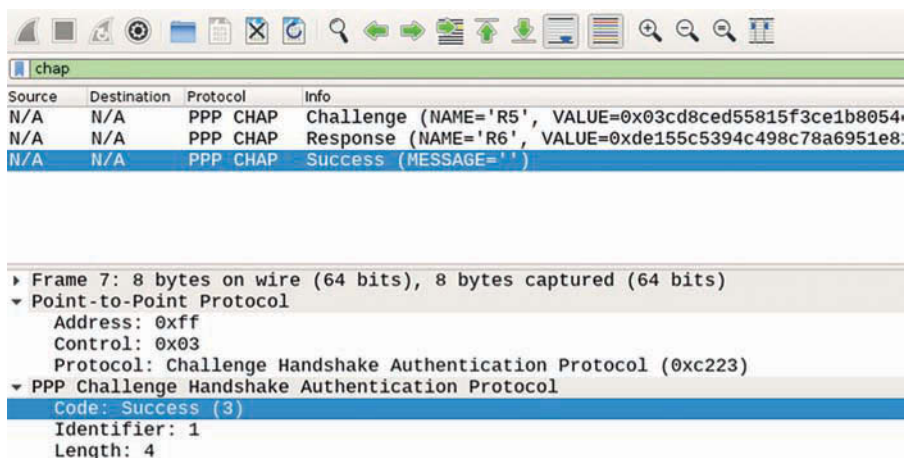 chap
Source Destination Protocol Info
N/A N/A PPP CHAP Challenge (NAME='R5', VALUE=0x03cd8ced55815f3ce1b8054
N/A N/A PPP CHAP Response (NAME='R6', VALUE=0xde155c5394c498c78a6951e8
N/A N/A PPP CHAP Success (MESSAGE='')
Frame 7: 8 bytes on wire (64 bits), 8 bytes captured (64 bits)
Point-to-Point Protocol
Address: 0xff
Control: 0x03
Protocol: Challenge Handshake Authentication Protocol (0xc223)
PPP Challenge Handshake Authentication Protocol
Code: Success (3)
Identifier: 1
Length: 4